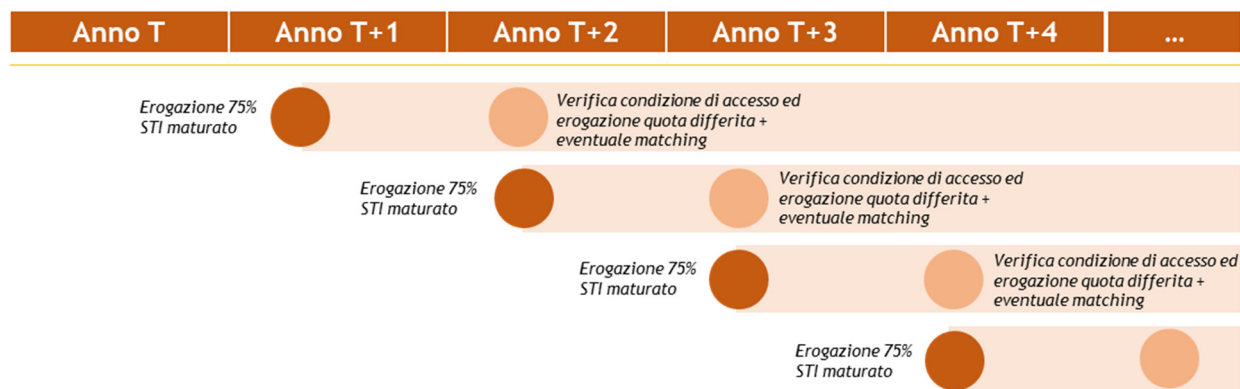 Anno T
Anno T+1
Anno T+2
Anno T+3
Anno T+4
...
Erogazione 75%
STI maturato
Verifica condizione di accesso ed
erogazione quota differita +
eventuale matching
Erogazione 75%
STI maturato
Verifica condizione di accesso ed
erogazione quota differita +
eventuale matching
Erogazione 75%
STI maturato
Verifica condizione di accesso ed
erogazione quota differita +
eventuale matching
Erogazione 75%
STI maturato